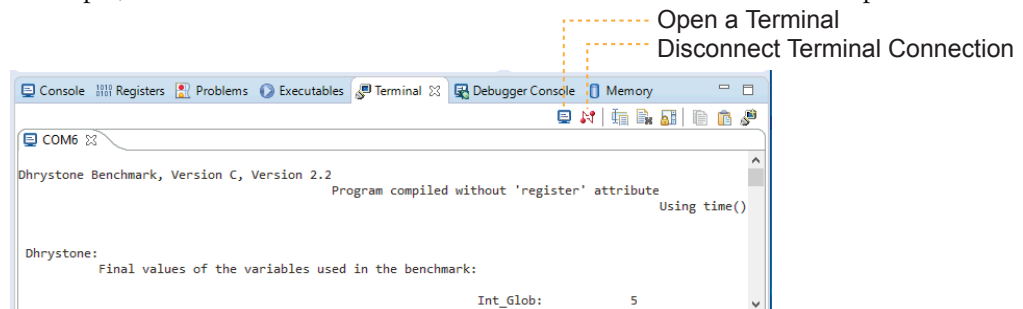 Open a Terminal
Disconnect Terminal Connection
Console Registers Problems Executables Terminal Debugger Console Memory
COM6
Dhrystone Benchmark, Version C, Version 2.2
Program compiled without 'register' attribute
Using time()
Dhrystone:
Final values of the variables used in the benchmark:
Int_Glob: 5